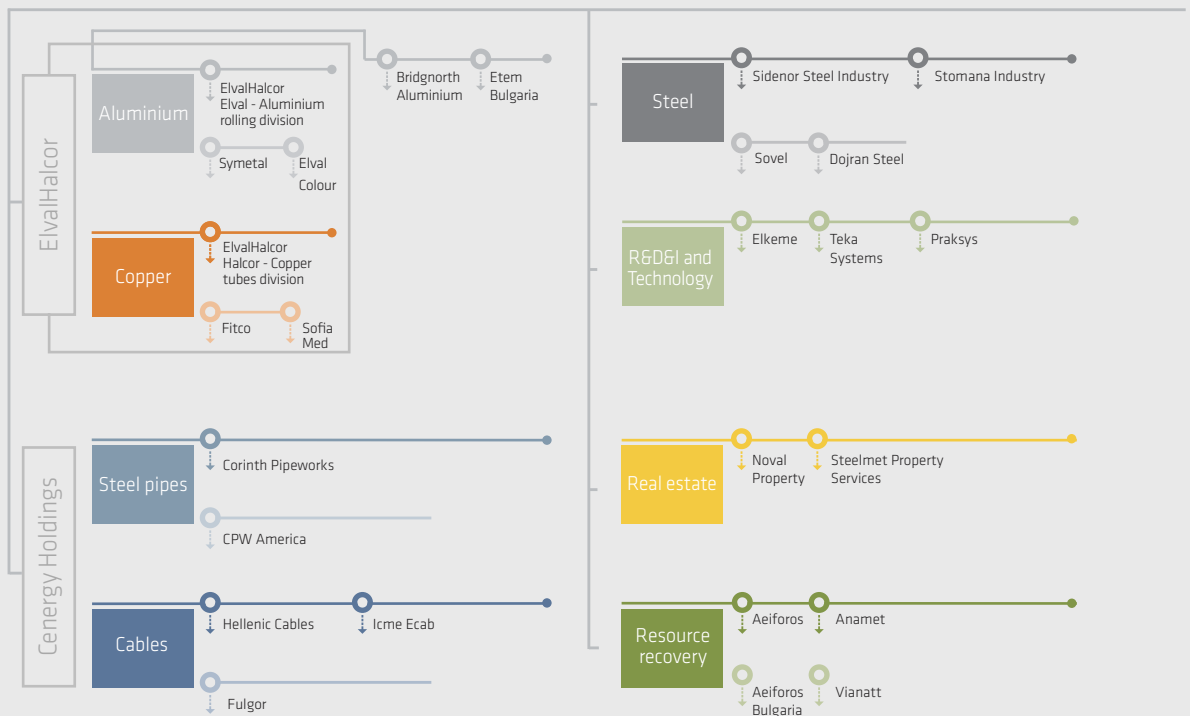 ElvalHalcor
Aluminium
ElvalHalcor
Elval - Aluminium
rolling division
Symetal
Elval
Colour
Bridgnorth
Aluminium
Etem
Bulgaria
Copper
ElvalHalcor
Halcor - Copper
tubes division
Fitco
Sofia
Med
Cenergy Holdings
Steel pipes
Corinth Pipeworks
CPW America
Cables
Hellenic Cables
Icme Ecab
Fulgor
Steel
Sidenor Steel Industry
Stomana Industry
Sovel
Dojran Steel
R&D&I and
Technology
Elkeme
Teka
Systems
Praksys
Real estate
Noval
Property
Steelmet Property
Services
Resource
recovery
Aeiforos
Anamet
Aeiforos
Bulgaria
Vianatt